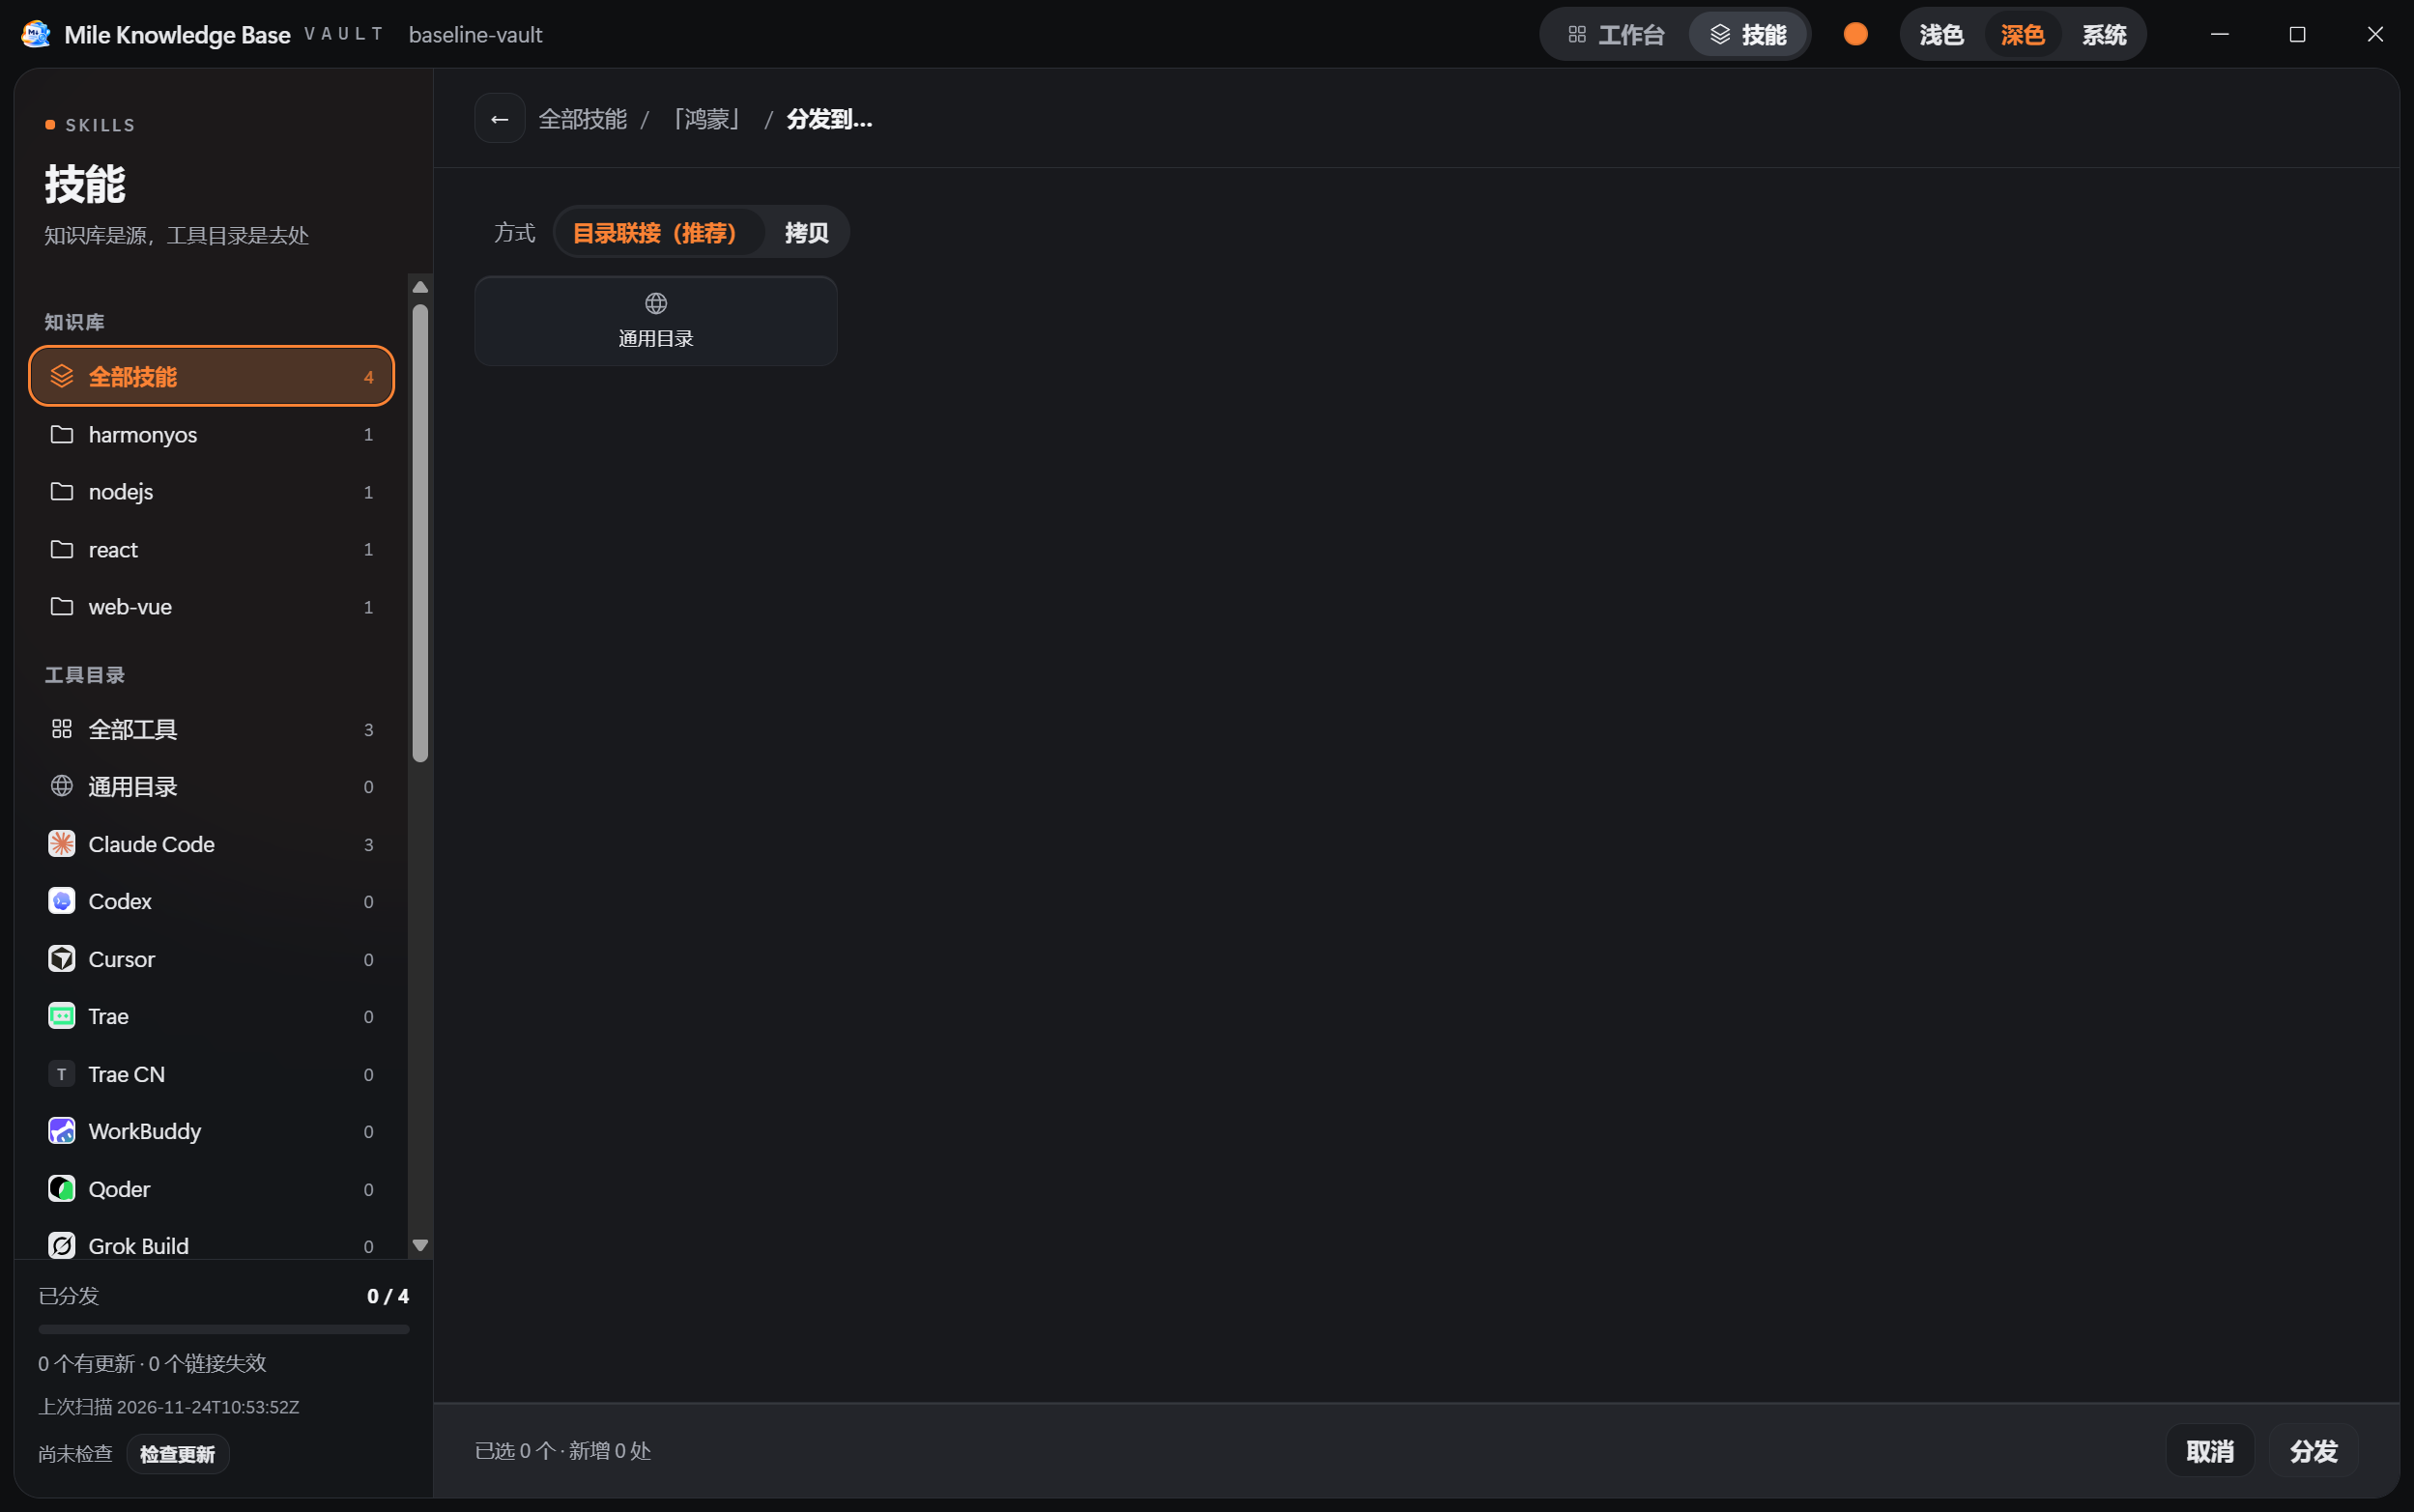 Mile Knowledge Base VAULT baseline-vault
工作台 技能 浅色 深色 系统
SKILLS
技能
知识库是源，工具目录是去处
知识库
全部技能 4
harmonyos 1
nodejs 1
react 1
web-vue 1
工具目录
全部工具 3
通用目录 0
Claude Code 3
Codex 0
Cursor 0
Trae 0
T Trae CN 0
WorkBuddy 0
Qoder 0
Grok Build 0
已分发 0 / 4
0 个有更新 · 0 个链接失效
上次扫描 2026-11-24T10:53:52Z
尚未检查 检查更新
← 全部技能 / 「鸿蒙」 / 分发到...
方式 目录联接（推荐） 拷贝
通用目录
已选 0 个 · 新增 0 处
取消 分发